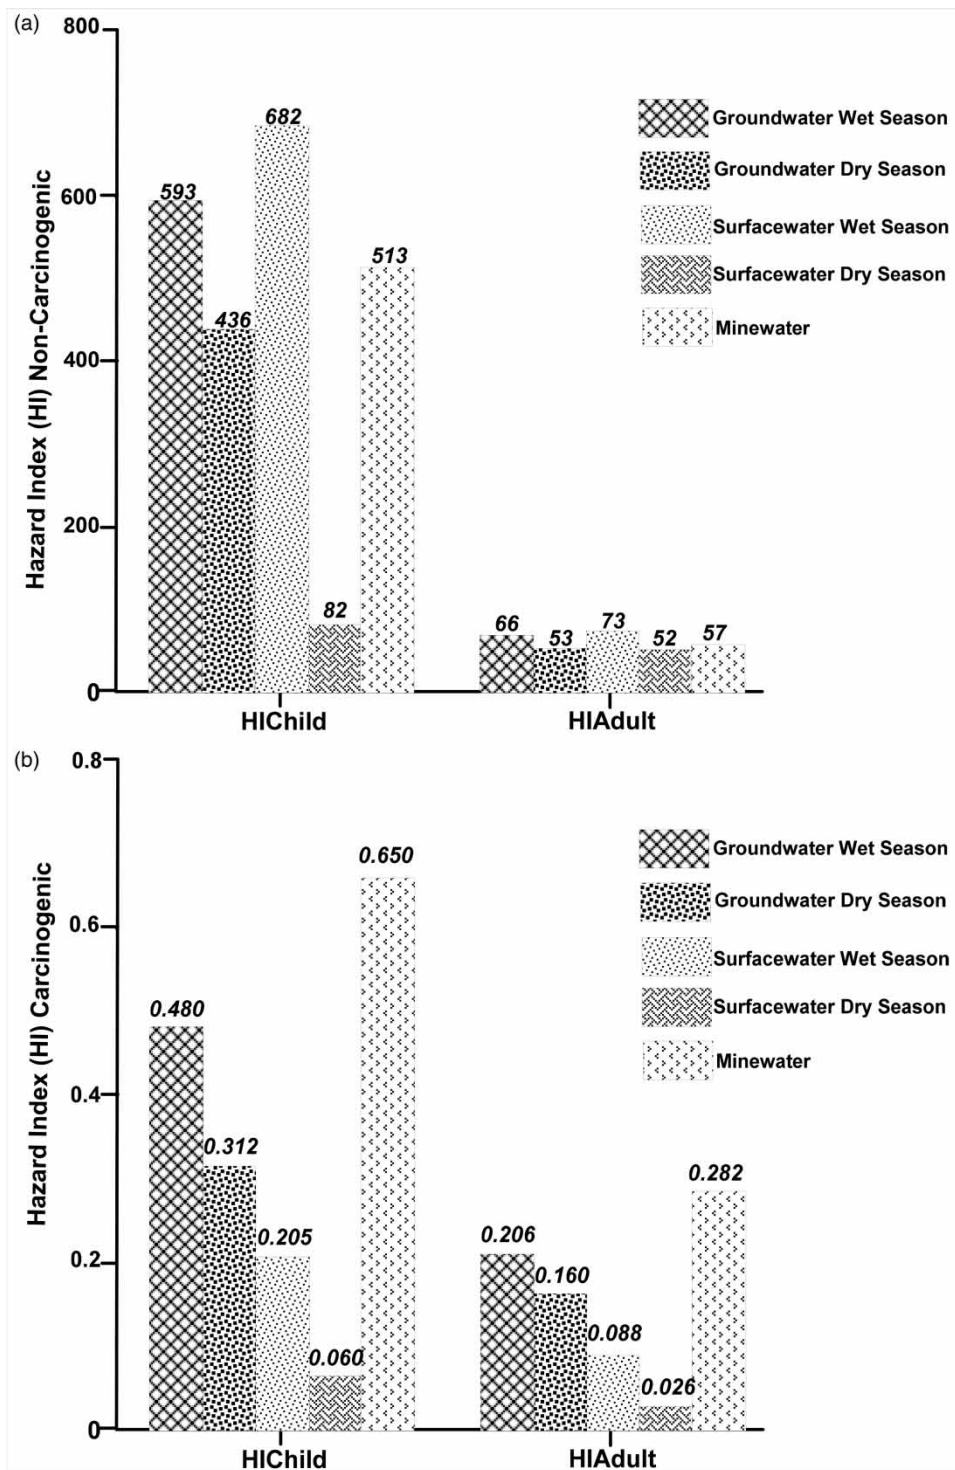 (a)
800
600
400
200
0
Hazard Index (HI) Non-Carcinogenic
593
436
682
82
513
66
53
73
52
57
HIChild
HIAdult
Groundwater Wet Season
Groundwater Dry Season
Surfacewater Wet Season
Surfacewater Dry Season
Minewater
(b)
0.8
0.6
0.4
0.2
0
Hazard Index (HI) Carcinogenic
0.480
0.312
0.205
0.060
0.650
0.206
0.160
0.088
0.026
0.282
HIChild
HIAdult
Groundwater Wet Season
Groundwater Dry Season
Surfacewater Wet Season
Surfacewater Dry Season
Minewater